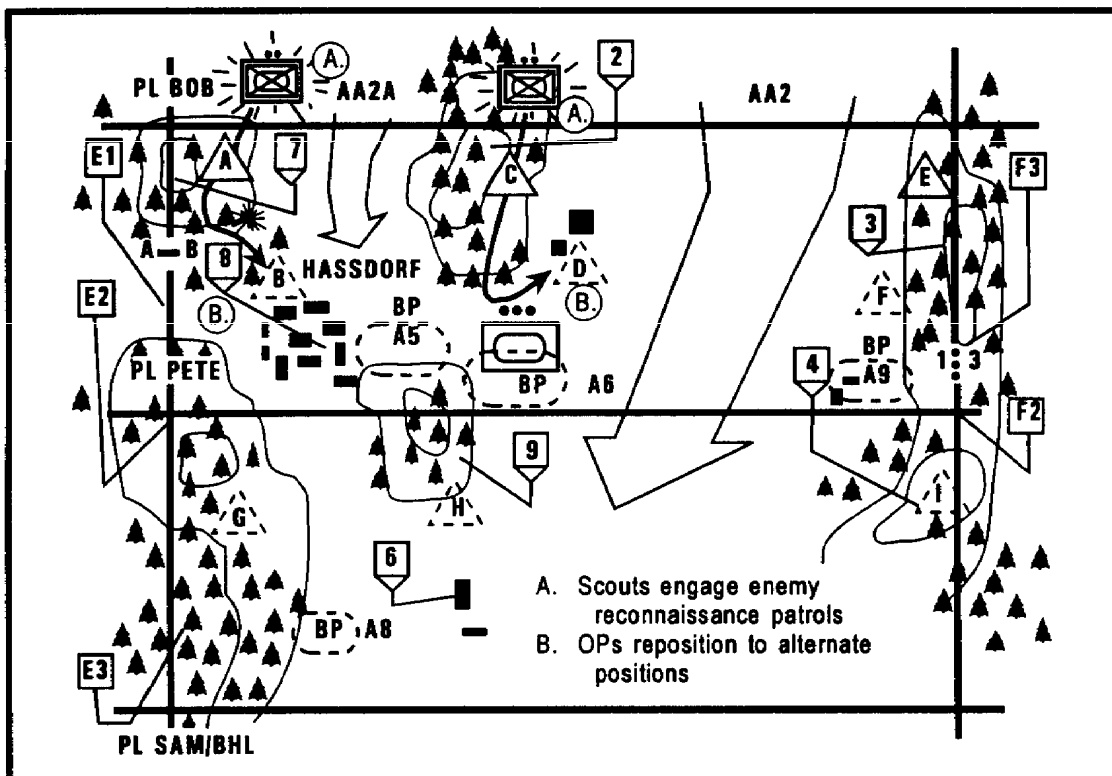 A.
2
PL BOB
AA2A
AA2
A.
E1
7
A
C
E
F3
3
A B
8
B
HASSDORF
D
F
E2
B.
B.
BP
A5
BP
A9
1 3
PL PETE
BP A6
4
F2
9
G
H
I
6
A. Scouts engage enemy
reconnaissance patrols
B. OPs reposition to alternate
positions
BP A8
E3
PL SAM/BHL